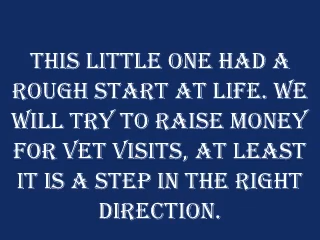 THIS LITTLE ONE HAD A
ROUGH START AT LIFE. WE
WILL TRY TO RAISE MONEY
FOR VET VISITS, AT LEAST
IT IS A STEP IN THE RIGHT
DIRECTION.